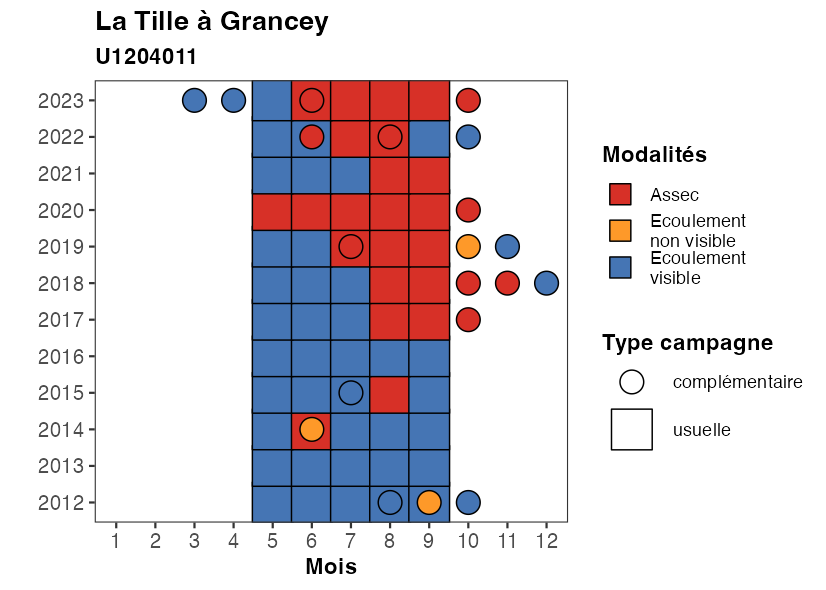 La Tille à Grancey
U1204011
2023
2022
2021
2020
2019
2018
2017
2016
2015
2014
2013
2012
1 2 3 4 5 6 7 8 9 10 11 12
Mois
Modalités
Assec
Ecoulement
non visible
Ecoulement
visible
Type campagne
complémentaire
usuelle